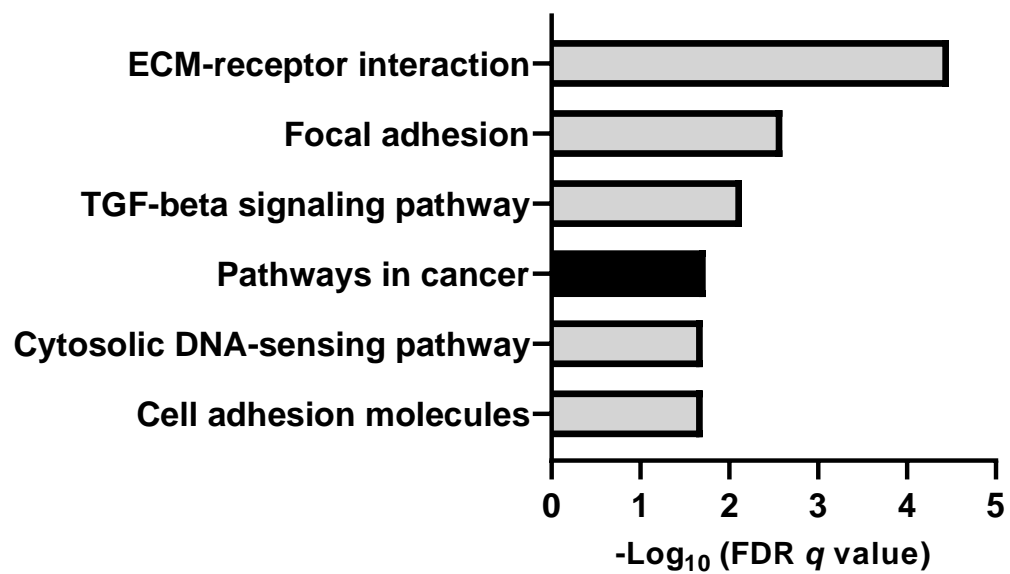 ECM-receptor interaction
Focal adhesion
TGF-beta signaling pathway
Pathways in cancer
Cytosolic DNA-sensing pathway
Cell adhesion molecules
0 1 2 3 4 5
-Log₁₀ (FDR q value)